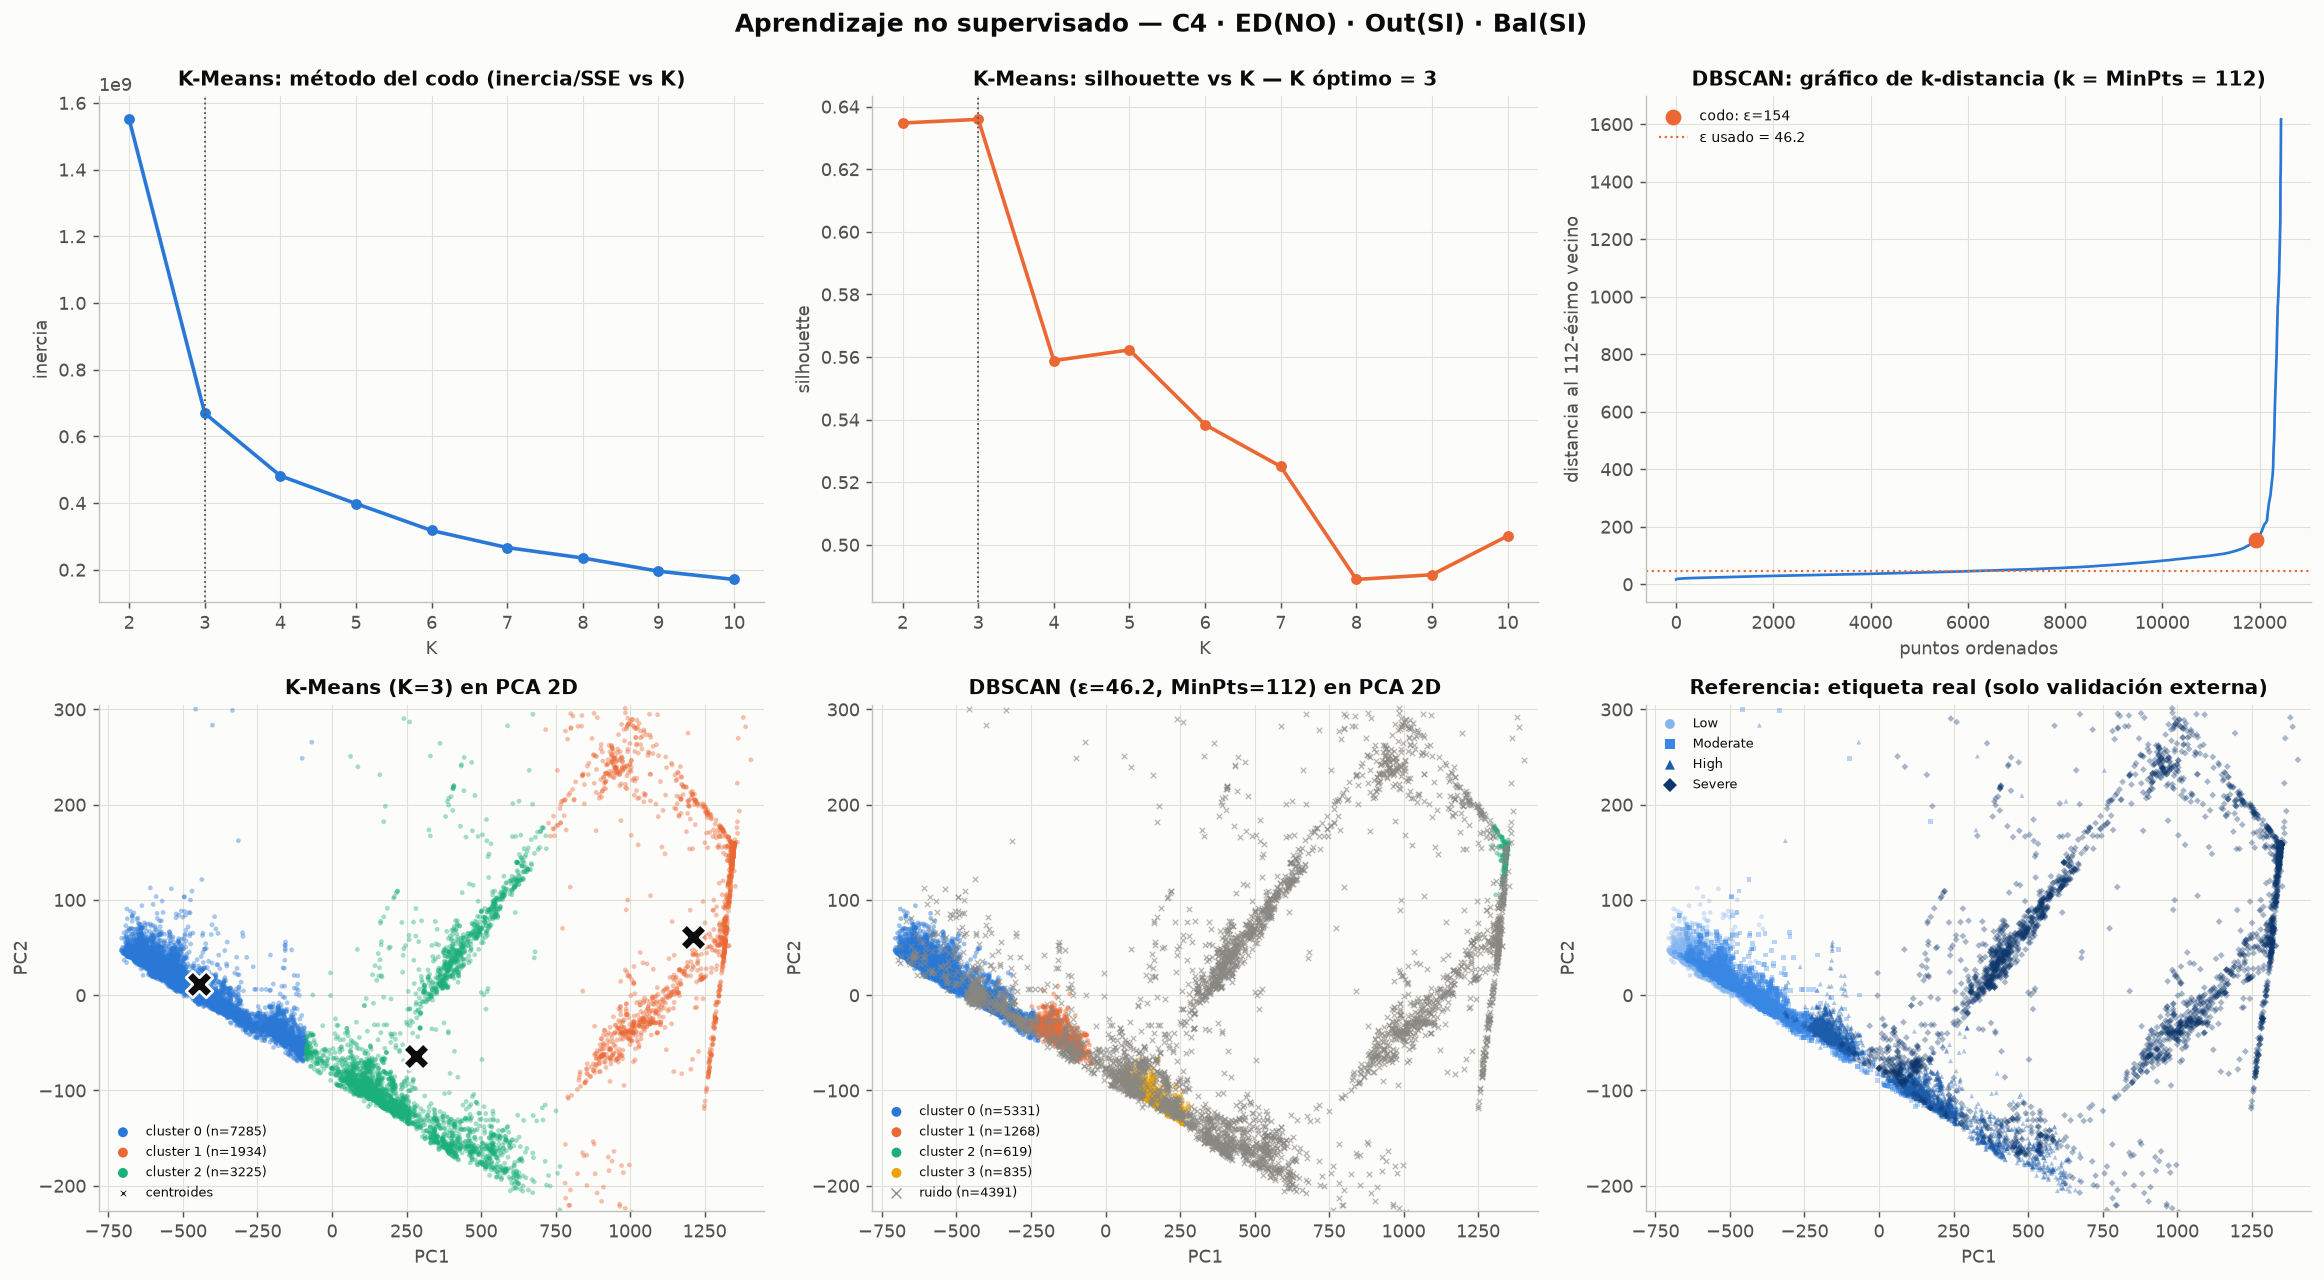 Aprendizaje no supervisado — C4 · ED(NO) · Out(SI) · Bal(SI)
K-Means: método del codo (inercia/SSE vs K)
1e9
1.6
1.4
1.2
1.0
0.8
0.6
0.4
0.2
inercia
2 3 4 5 6 7 8 9 10
K
K-Means: silhouette vs K — K óptimo = 3
0.64
0.62
0.60
0.58
0.56
0.54
0.52
0.50
silhouette
2 3 4 5 6 7 8 9 10
K
DBSCAN: gráfico de k-distancia (k = MinPts = 112)
codo: ε=154
ε usado = 46.2
1600
1400
1200
1000
800
600
400
200
0
distancia al 112-ésimo vecino
0 2000 4000 6000 8000 10000 12000
puntos ordenados
K-Means (K=3) en PCA 2D
300
200
100
0
−100
−200
PC2
cluster 0 (n=7285)
cluster 1 (n=1934)
cluster 2 (n=3225)
centroides
−750 −500 −250 0 250 500 750 1000 1250
PC1
DBSCAN (ε=46.2, MinPts=112) en PCA 2D
300
200
100
0
−100
−200
PC2
cluster 0 (n=5331)
cluster 1 (n=1268)
cluster 2 (n=619)
cluster 3 (n=835)
ruido (n=4391)
−750 −500 −250 0 250 500 750 1000 1250
PC1
Referencia: etiqueta real (solo validación externa)
Low
Moderate
High
Severe
300
200
100
0
−100
−200
PC2
−750 −500 −250 0 250 500 750 1000 1250
PC1